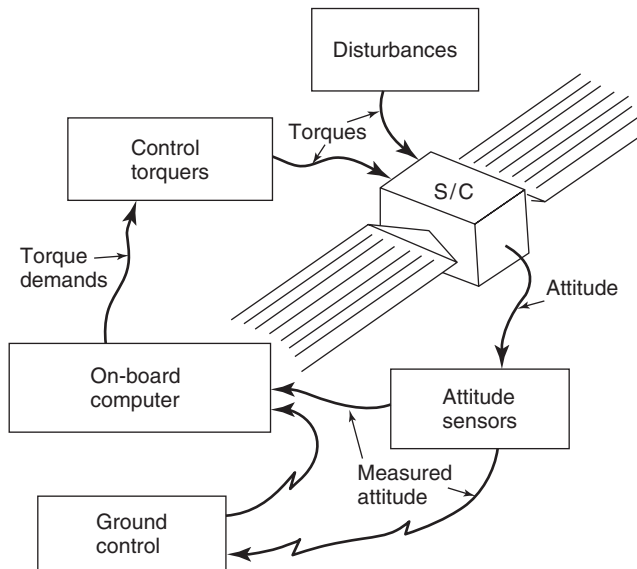 Disturbances
Torques
Control
torquers
S/C
Torque
demands
Attitude
On-board
computer
Attitude
sensors
Measured
attitude
Ground
control